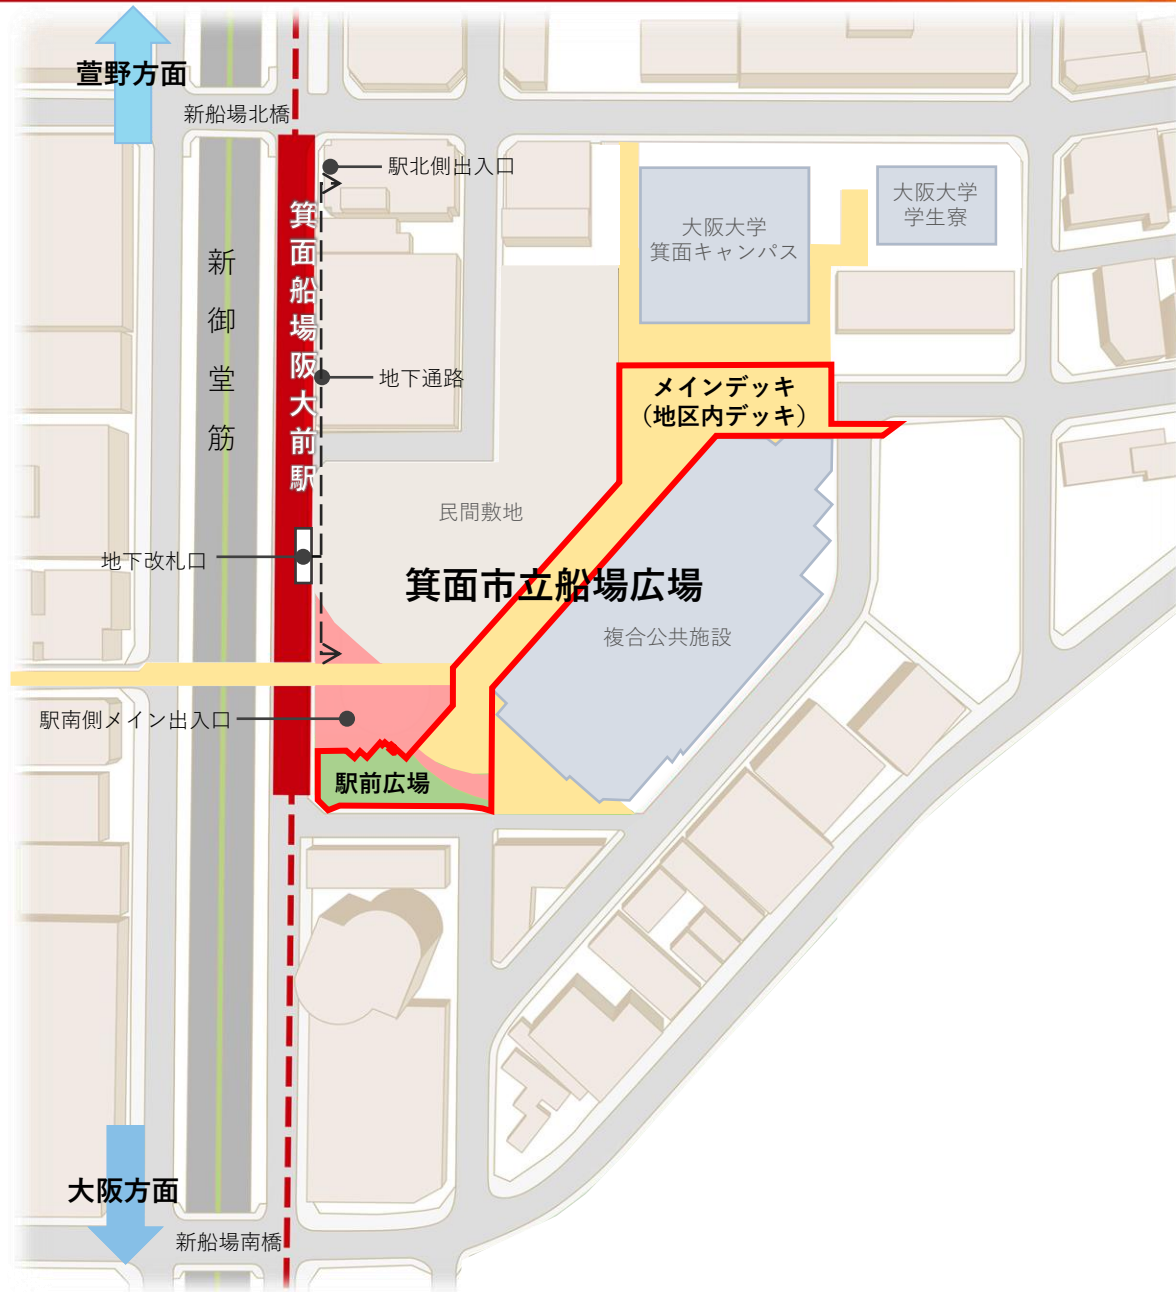 萱野方面
新船場北橋
駅北側出入口
大阪大学
学生寮
大阪大学
箕面キャンパス
箕面船場阪大前駅
新御堂筋
地下通路
メインデッキ
（地区内デッキ）
民間敷地
地下改札口
箕面市立船場広場
複合公共施設
駅南側メイン出入口
駅前広場
大阪方面
新船場南橋